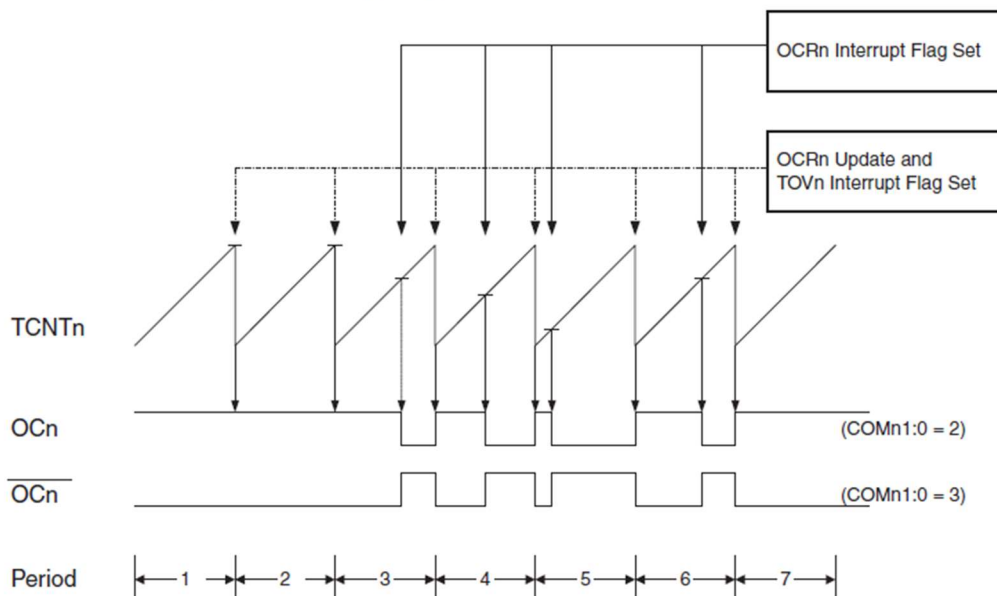 OCRn Interrupt Flag Set
OCRn Update and
TOVn Interrupt Flag Set
TCNTn
OCn
(COMn1:0 = 2)
OCn
(COMn1:0 = 3)
Period
1
2
3
4
5
6
7